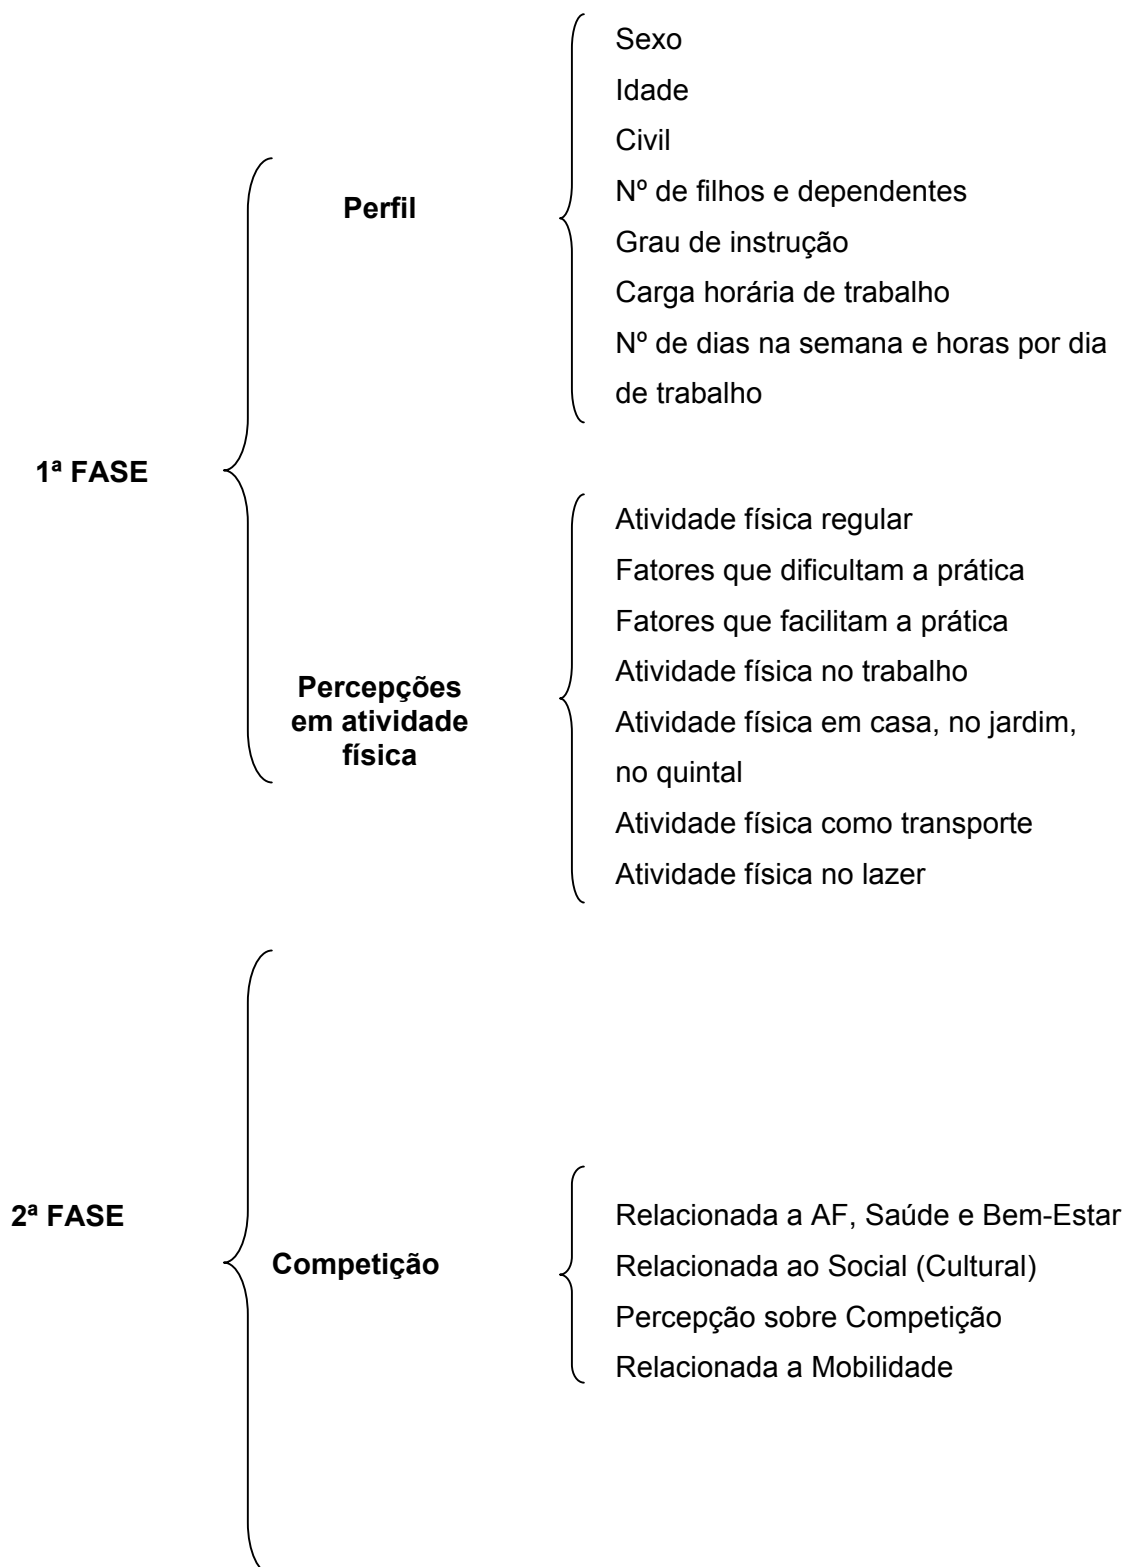 1ª FASE
Perfil
Sexo
Idade
Civil
Nº de filhos e dependentes
Grau de instrução
Carga horária de trabalho
Nº de dias na semana e horas por dia
de trabalho
Percepções
em atividade
física
Atividade física regular
Fatores que dificultam a prática
Fatores que facilitam a prática
Atividade física no trabalho
Atividade física em casa, no jardim,
no quintal
Atividade física como transporte
Atividade física no lazer
2ª FASE
Competição
Relacionada a AF, Saúde e Bem-Estar
Relacionada ao Social (Cultural)
Percepção sobre Competição
Relacionada a Mobilidade